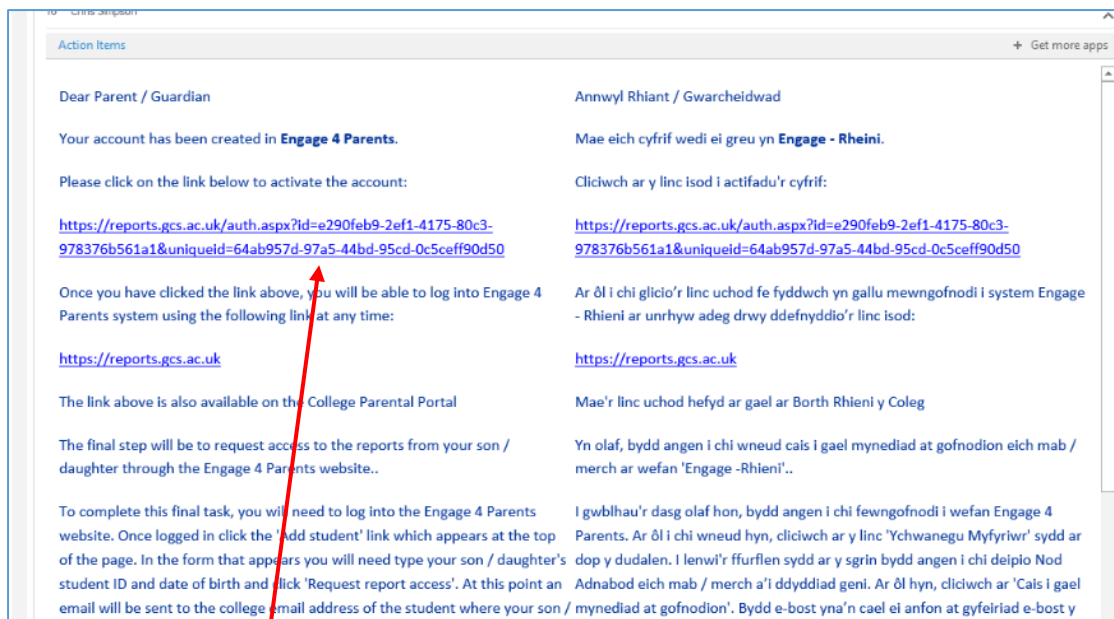 To Chris Simpson
Action Items
+ Get more apps
Dear Parent / Guardian
Your account has been created in Engage 4 Parents.
Please click on the link below to activate the account:
https://reports.gcs.ac.uk/auth.aspx?id=e290feb9-2ef1-4175-80c3-
978376b561a1&uniqueid=64ab957d-97a5-44bd-95cd-0c5ceff90d50
Once you have clicked the link above, you will be able to log into Engage 4
Parents system using the following link at any time:
https://reports.gcs.ac.uk
The link above is also available on the College Parental Portal
The final step will be to request access to the reports from your son /
daughter through the Engage 4 Parents website..
To complete this final task, you will need to log into the Engage 4 Parents
website. Once logged in click the 'Add student' link which appears at the top
of the page. In the form that appears you will need type your son / daughter's
student ID and date of birth and click 'Request report access'. At this point an
email will be sent to the college email address of the student where your son /
Annwyl Rhiant / Gwarcheidwad
Mae eich cyfrif wedi ei greu yn Engage - Rheini.
Cliciwch ar y linc isod i actifadu'r cyfrif:
https://reports.gcs.ac.uk/auth.aspx?id=e290feb9-2ef1-4175-80c3-
978376b561a1&uniqueid=64ab957d-97a5-44bd-95cd-0c5ceff90d50
Ar ôl i chi glicio'r linc uchod fe fyddwch yn gallu mewngofnodi i system Engage
- Rhieni ar unrhyw adeg drwy ddefnyddio'r linc isod:
https://reports.gcs.ac.uk
Mae'r linc uchod hefyd ar gael ar Borth Rhieni y Coleg
Yn olaf, bydd angen i chi wneud cais i gael mynediad at gofnodion eich mab /
merch ar wefan 'Engage -Rhieni'..
I gwblhau'r dasg olaf hon, bydd angen i chi fewngofnodi i wefan Engage 4
Parents. Ar ôl i chi wneud hyn, cliciwch ar y linc 'Ychwanegu Myfyriwr' sydd ar
dop y dudalen. I lenwi'r ffurflen sydd ar y sgrin bydd angen i chi deipio Nod
Adnabod eich mab / merch a'i ddyddiad geni. Ar ôl hyn, cliciwch ar 'Cais i gael
mynediad at gofnodion'. Bydd e-bost yna'n cael ei anfon at gyfeiriad e-bost y